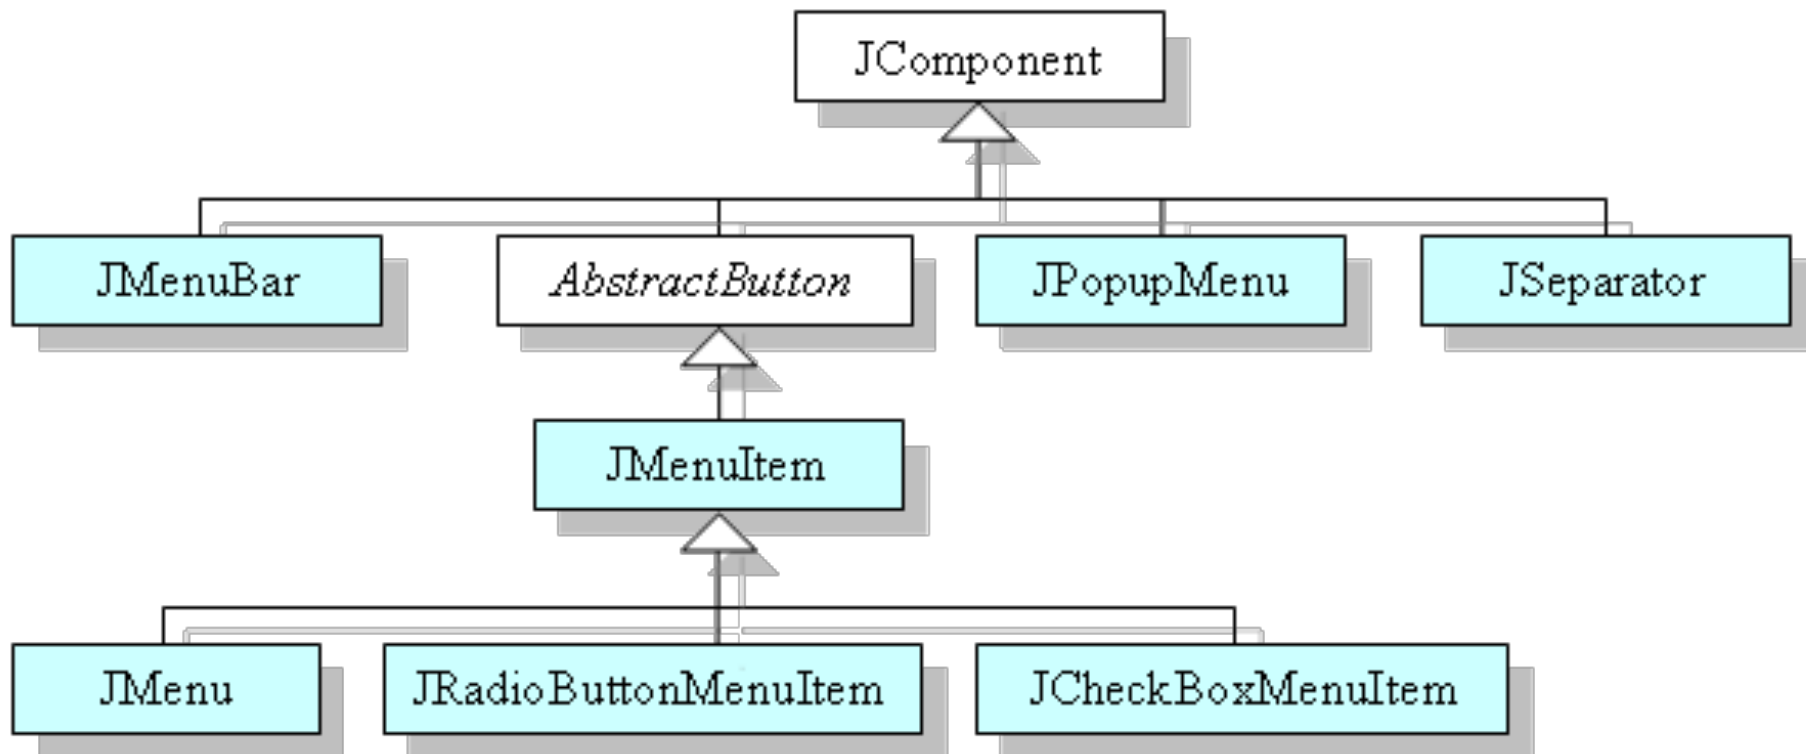 JComponent
JMenuBar
AbstractButton
JPopupMenu
JSeparator
JMenuItem
JMenu
JRadioButtonMenuItem
JCheckBoxMenuItem